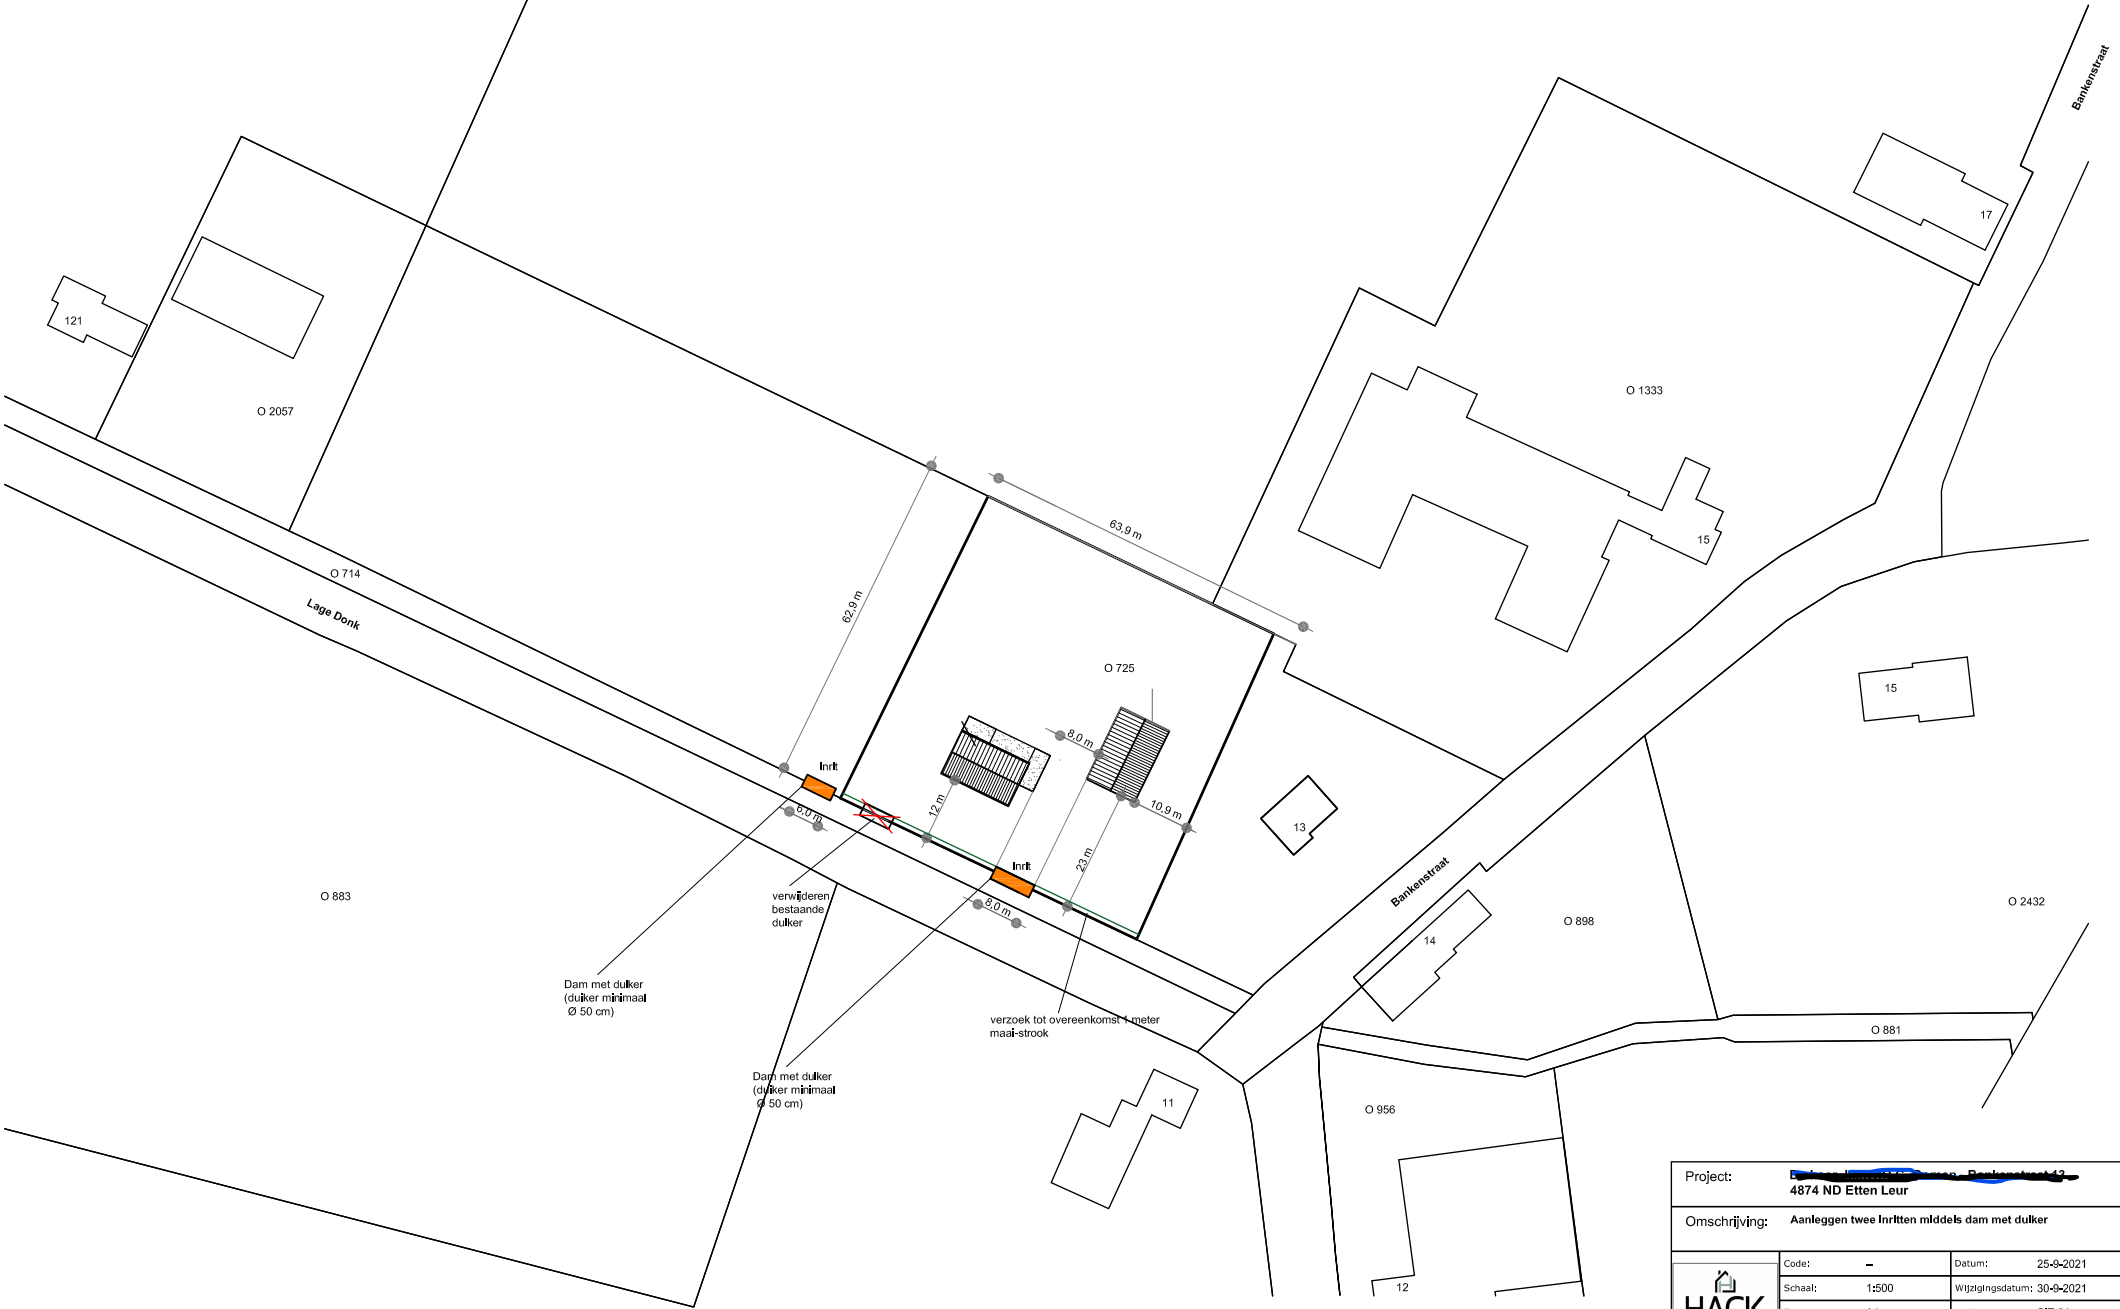 Bankenstraat
17
121
O 2057
O 1333
15
63,9 m
O 714
Lage Donk
62,9 m
O 725
15
8,0 m
Inrit
6,0 m
12 m
10,9 m
13
23 m
Inrit
8,0 m
Bankenstraat
O 883
verwijderen
bestaande
duiker
14
O 898
O 2432
Dam met duiker
(duiker minimaal
Ø 50 cm)
verzoek tot overeenkomst 1 meter
maai-strook
O 881
Dam met duiker
(duiker minimaal
Ø 50 cm)
11
O 956
12
Project:
4874 ND Etten Leur
Omschrijving: Aanleggen twee inritten middels dam met duiker
Code: – Datum: 25-9-2021
Schaal: 1:500 Wijzigingsdatum: 30-9-2021
HACK